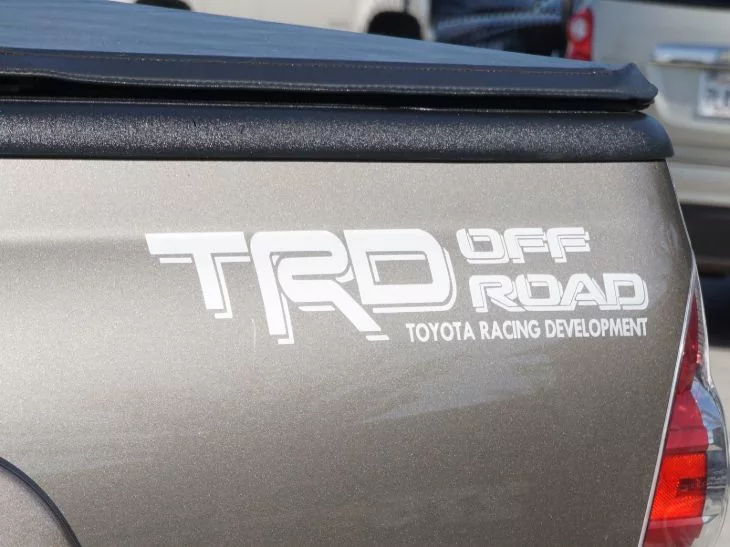 TRD OFF
ROAD
TOYOTA RACING DEVELOPMENT